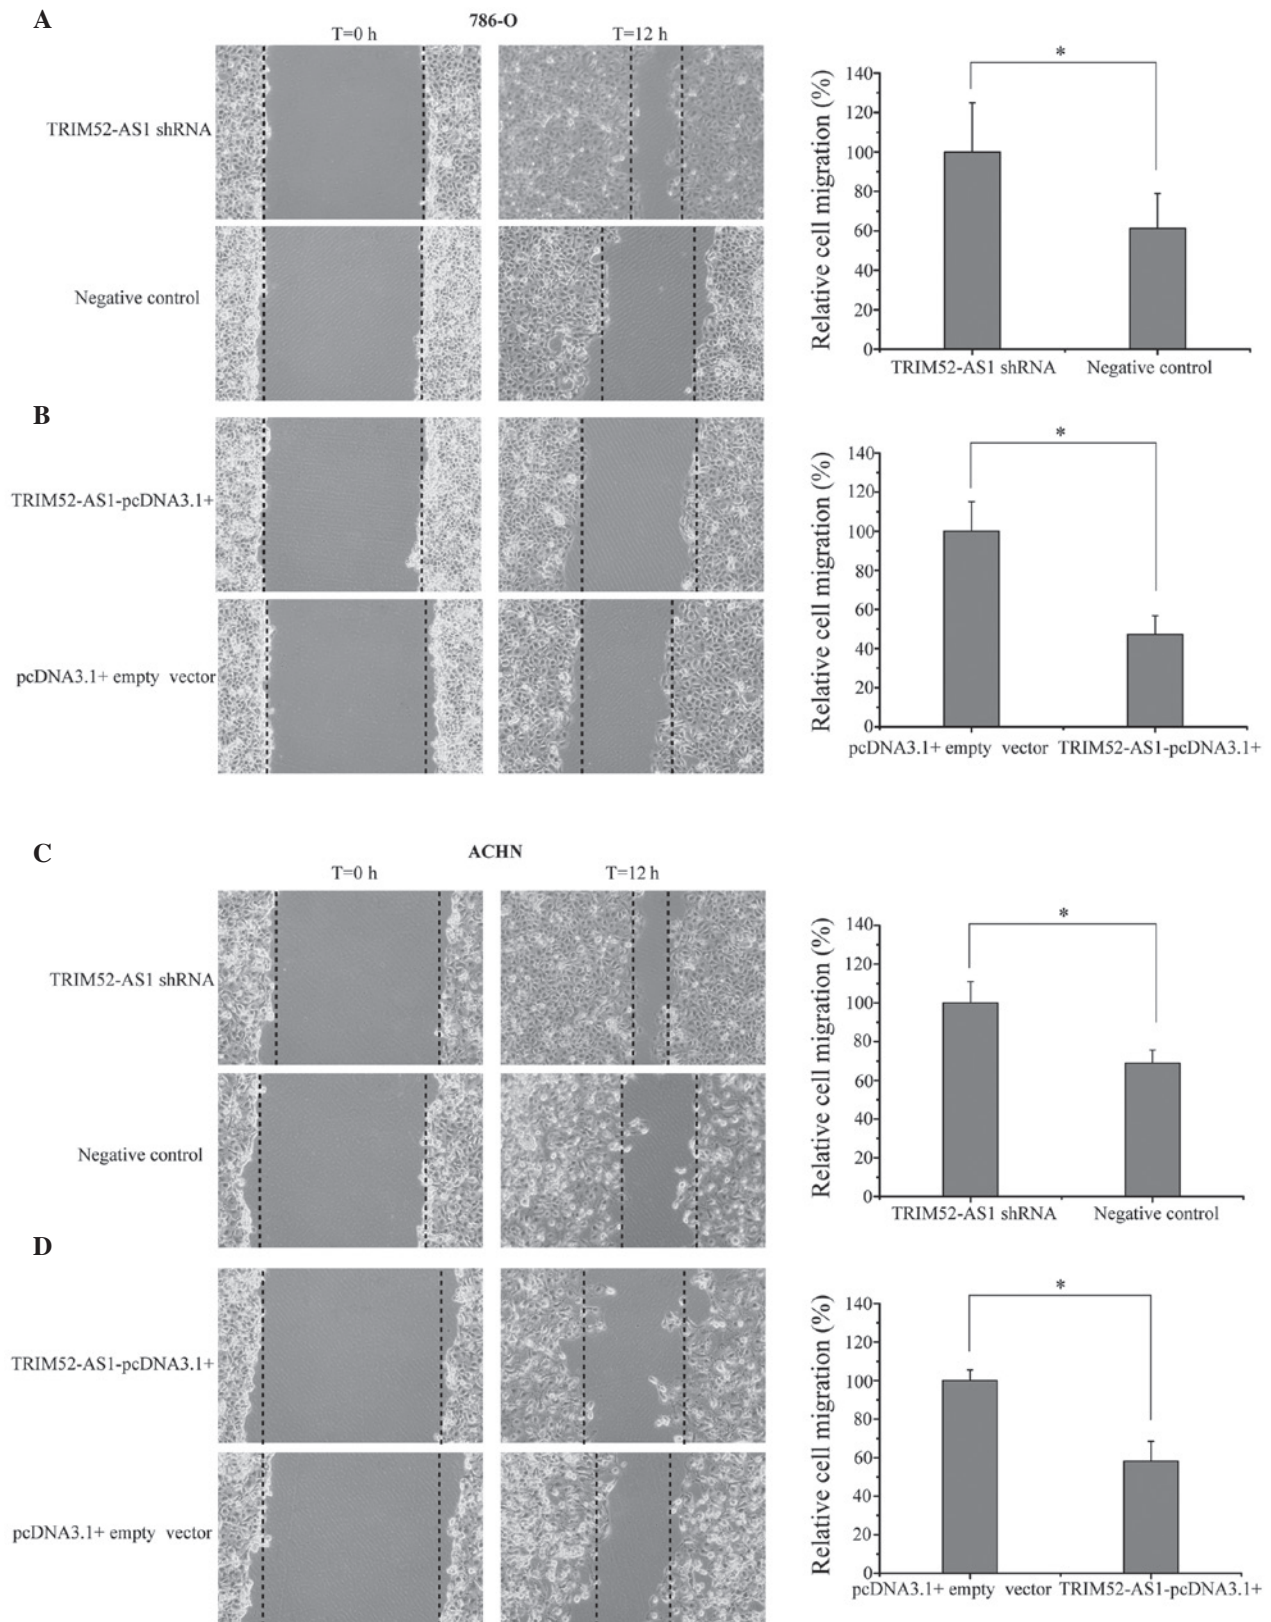 A
786-O
T=0 h
T=12 h
TRIM52-AS1 shRNA
Negative control
Relative cell migration (%)
140
120
100
80
60
40
20
0
*
TRIM52-AS1 shRNA
Negative control
B
TRIM52-AS1-pcDNA3.1+
pcDNA3.1+ empty vector
Relative cell migration (%)
140
120
100
80
60
40
20
0
*
pcDNA3.1+ empty vector
TRIM52-AS1-pcDNA3.1+
C
ACHN
T=0 h
T=12 h
TRIM52-AS1 shRNA
Negative control
Relative cell migration (%)
140
120
100
80
60
40
20
0
*
TRIM52-AS1 shRNA
Negative control
D
TRIM52-AS1-pcDNA3.1+
pcDNA3.1+ empty vector
Relative cell migration (%)
140
120
100
80
60
40
20
0
*
pcDNA3.1+ empty vector
TRIM52-AS1-pcDNA3.1+